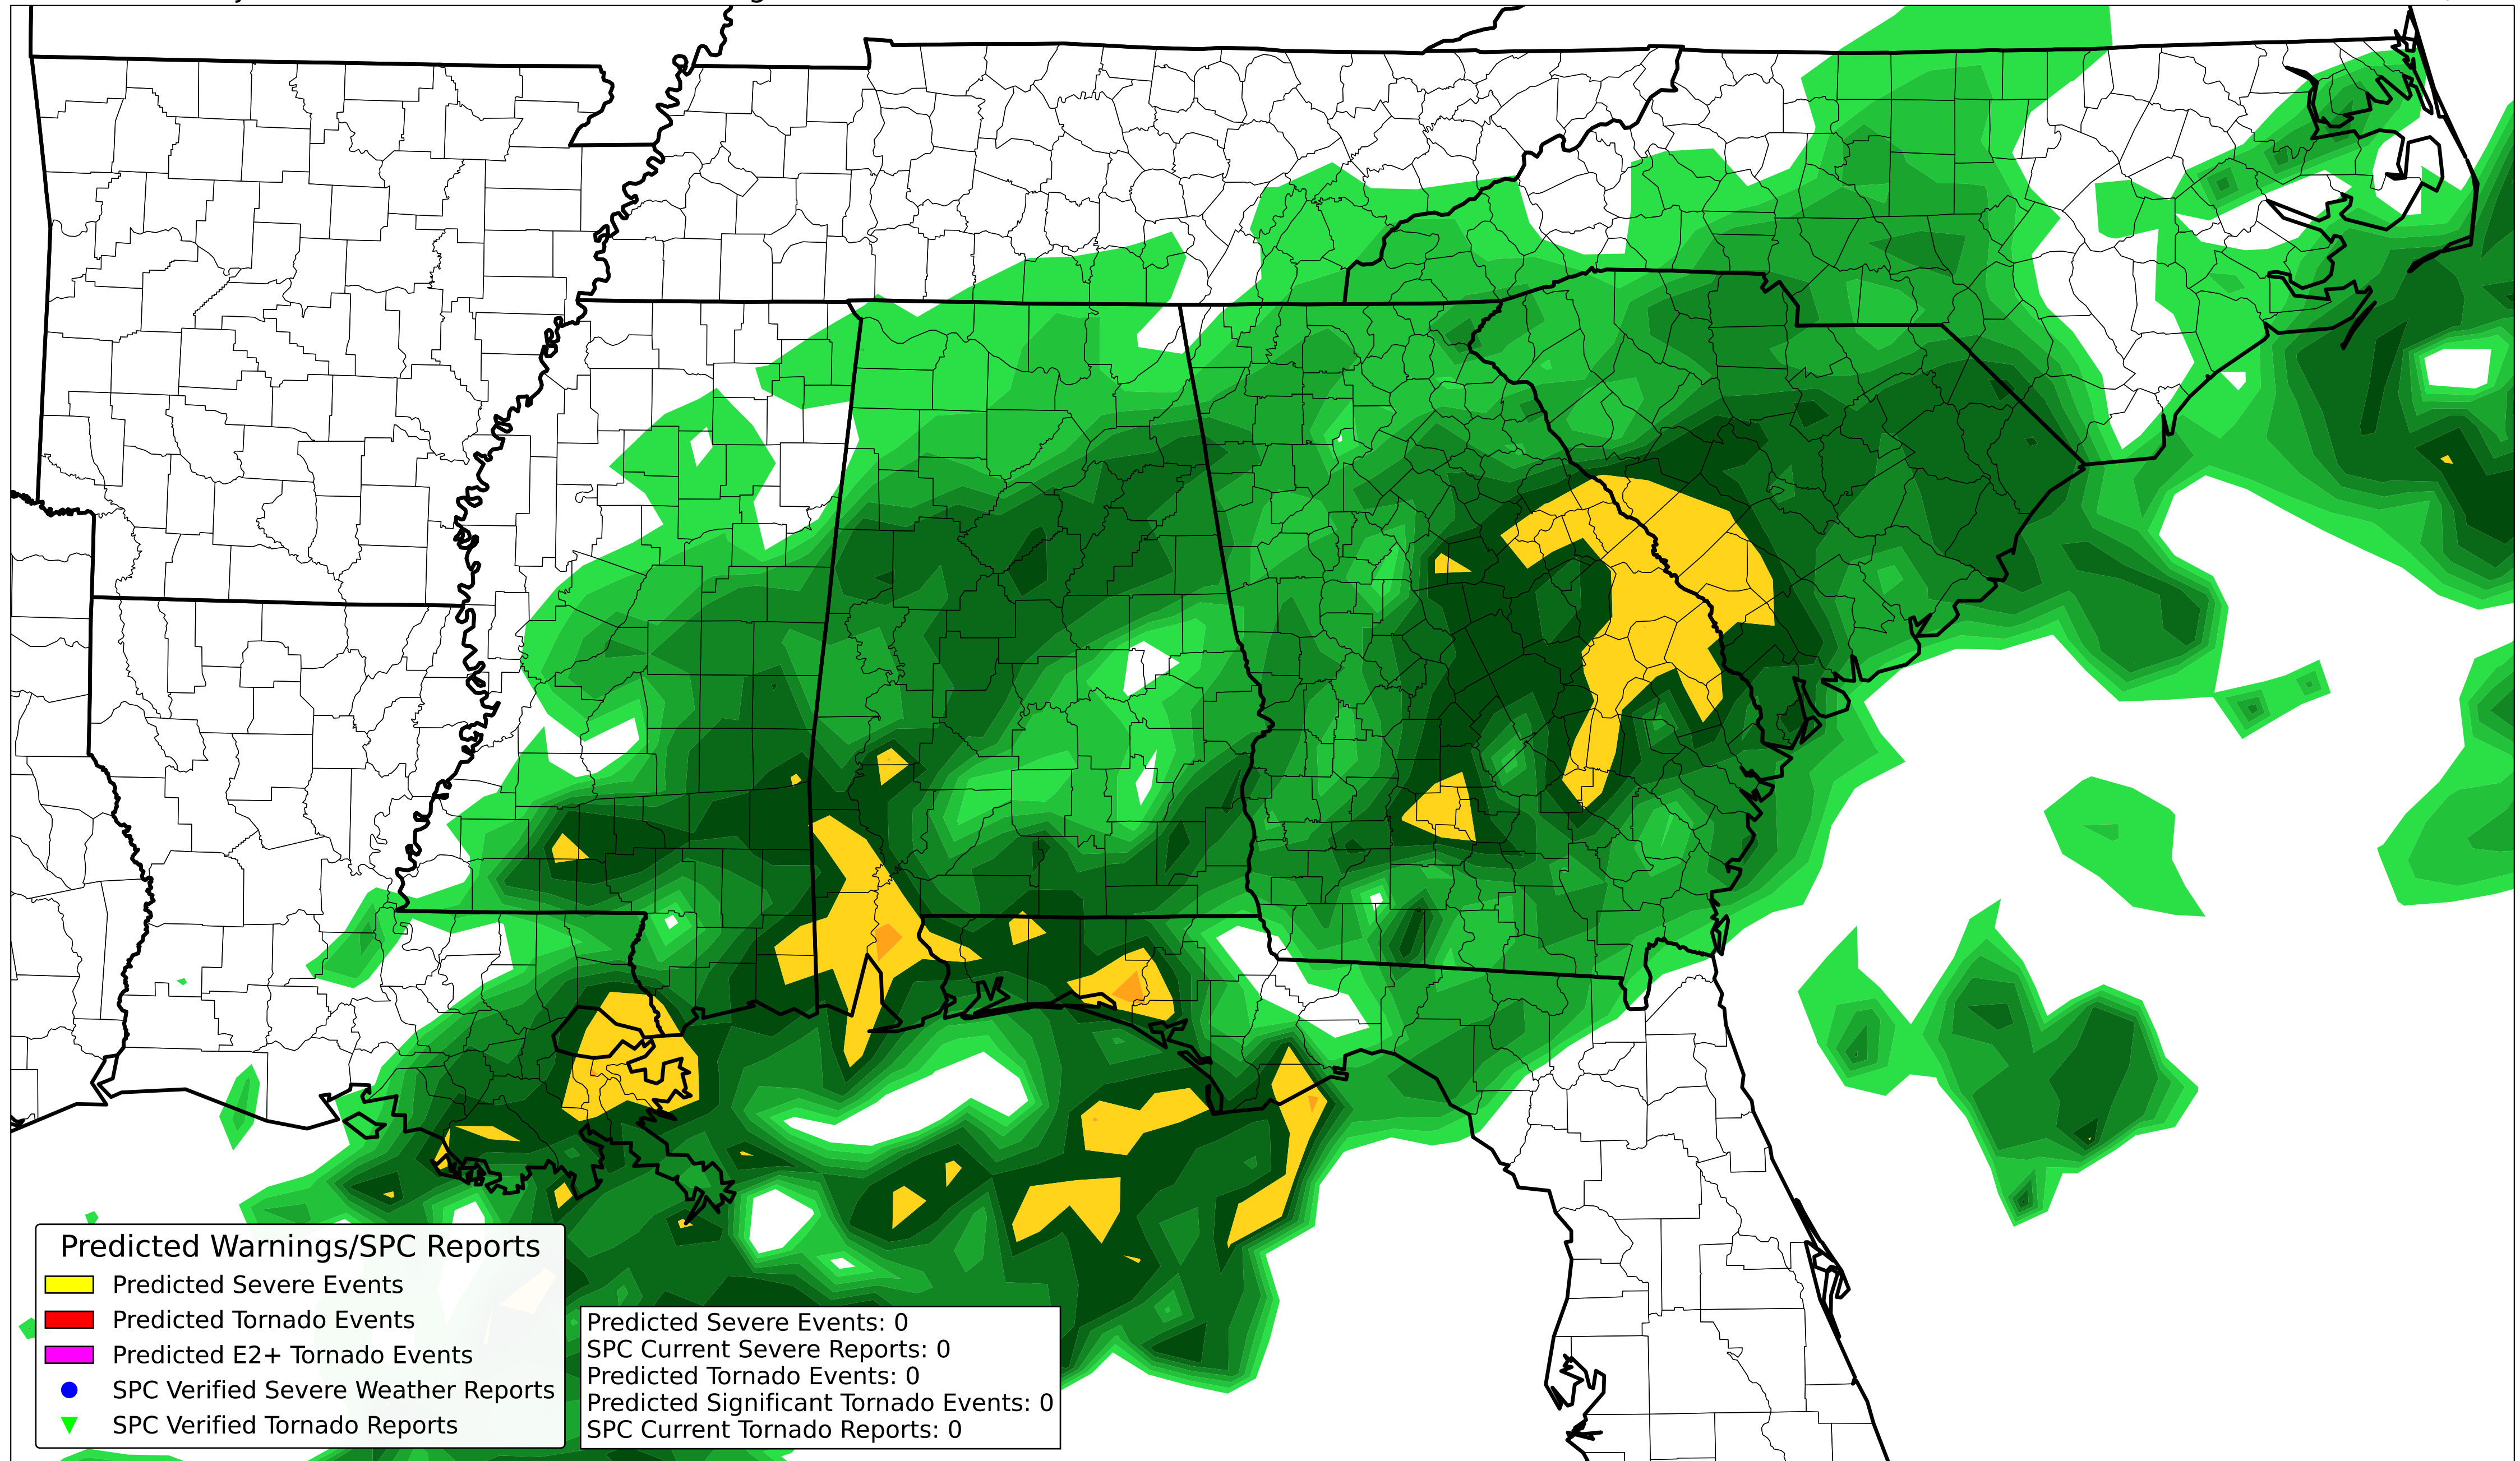 Predicted Warnings/SPC Reports
Predicted Severe Events
Predicted Tornado Events
Predicted E2+ Tornado Events
SPC Verified Severe Weather Reports
SPC Verified Tornado Reports
Predicted Severe Events: 0
SPC Current Severe Reports: 0
Predicted Tornado Events: 0
Predicted Significant Tornado Events: 0
SPC Current Tornado Reports: 0